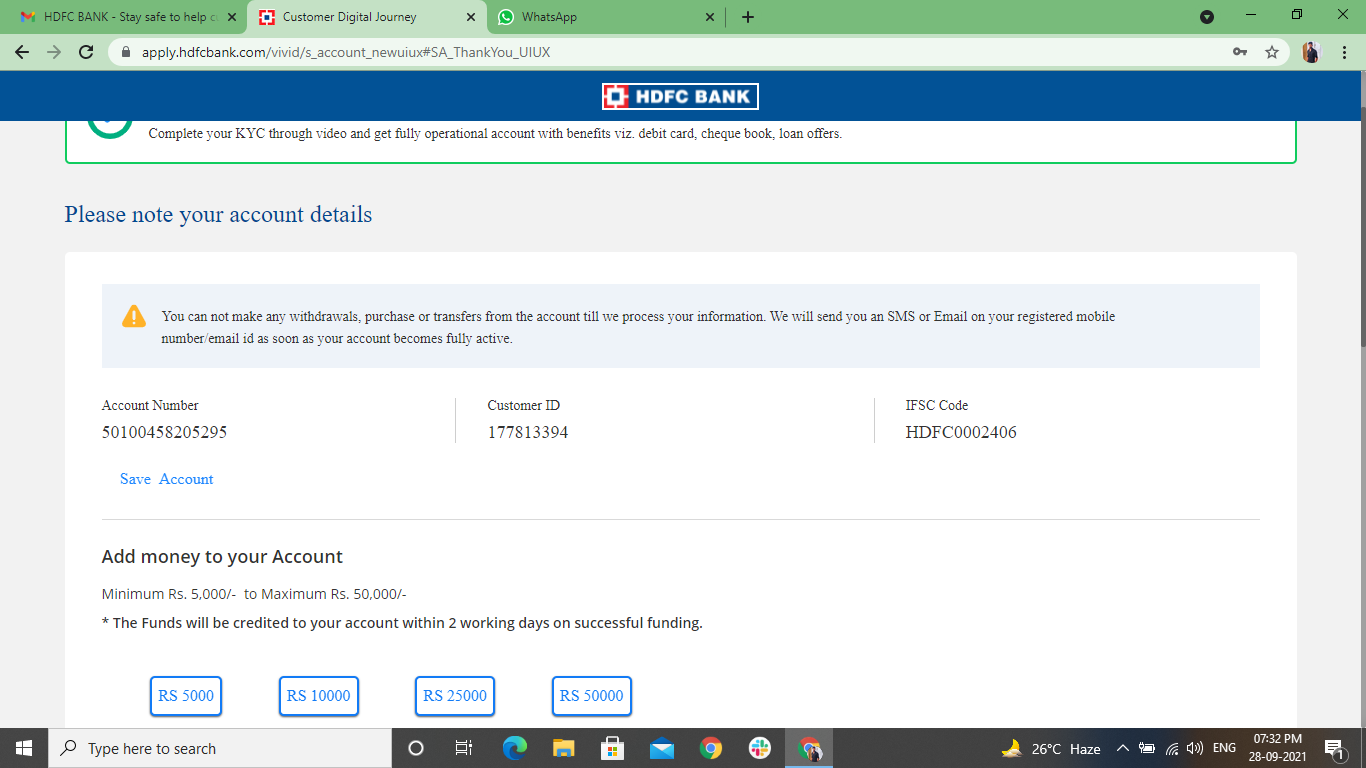 HDFC BANK - Stay safe to help c
Customer Digital Journey
WhatsApp
apply.hdfcbank.com/vivid/s_account_newuiux#SA_ThankYou_UIUX
HDFC BANK
Complete your KYC through video and get fully operational account with benefits viz. debit card, cheque book, loan offers.
Please note your account details
You can not make any withdrawals, purchase or transfers from the account till we process your information. We will send you an SMS or Email on your registered mobile
number/email id as soon as your account becomes fully active.
Account Number
50100458205295
Customer ID
177813394
IFSC Code
HDFC0002406
Save Account
Add money to your Account
Minimum Rs. 5,000/- to Maximum Rs. 50,000/-
* The Funds will be credited to your account within 2 working days on successful funding.
RS 5000
RS 10000
RS 25000
RS 50000
Type here to search
26°C Haze
ENG
07:32 PM
28-09-2021
1